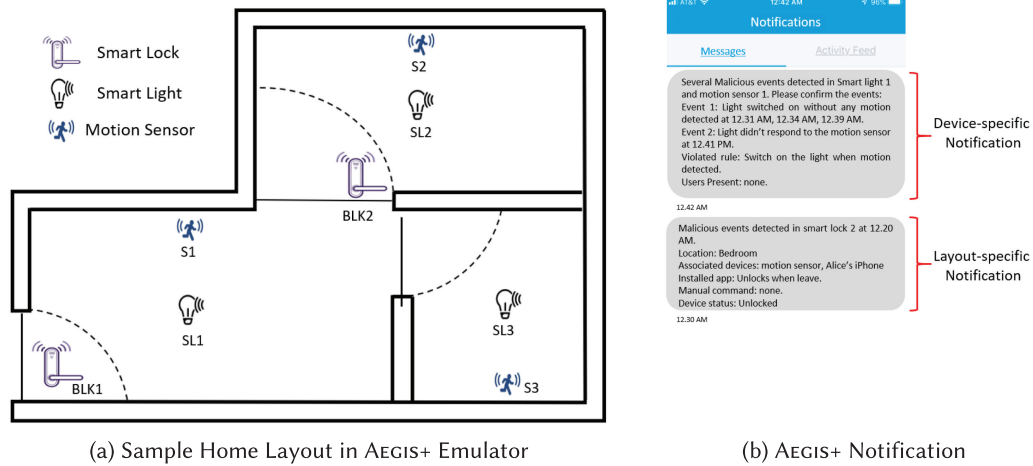 Smart Lock
Smart Light
Motion Sensor
S2
SL2
BLK2
S1
SL1
BLK1
SL3
S3
(a) Sample Home Layout in AEGIS+ Emulator
AT&T
12:42 AM
96%
Notifications
Messages
Activity Feed
Several Malicious events detected in Smart light 1
and motion sensor 1. Please confirm the events:
Event 1: Light switched on without any motion
detected at 12.31 AM, 12.34 AM, 12.39 AM.
Event 2: Light didn't respond to the motion sensor
at 12.41 PM.
Violated rule: Switch on the light when motion
detected.
Users Present: none.
12.42 AM
Malicious events detected in smart lock 2 at 12.20
AM.
Location: Bedroom
Associated devices: motion sensor, Alice's iPhone
Installed app: Unlocks when leave.
Manual command: none.
Device status: Unlocked
12.30 AM
Device-specific
Notification
Layout-specific
Notification
(b) AEGIS+ Notification